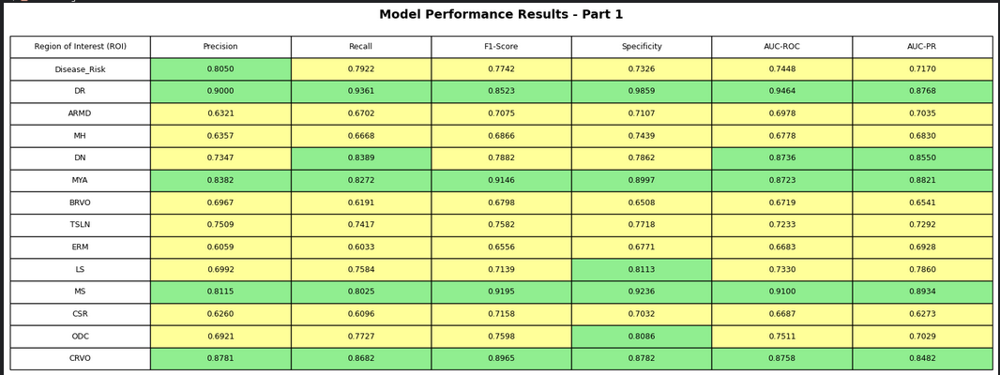 Model Performance Results - Part 1
Region of Interest (ROI) Precision Recall F1-Score Specificity AUC-ROC AUC-PR
Disease_Risk 0.8050 0.7922 0.7742 0.7326 0.7448 0.7170
DR 0.9000 0.9361 0.8523 0.9859 0.9464 0.8768
ARMD 0.6321 0.6702 0.7075 0.7107 0.6978 0.7035
MH 0.6357 0.6668 0.6866 0.7439 0.6778 0.6830
DN 0.7347 0.8389 0.7882 0.7862 0.8736 0.8550
MYA 0.8382 0.8272 0.9146 0.8997 0.8723 0.8821
BRVO 0.6967 0.6191 0.6798 0.6508 0.6719 0.6541
TSLN 0.7509 0.7417 0.7582 0.7718 0.7233 0.7292
ERM 0.6059 0.6033 0.6556 0.6771 0.6683 0.6928
LS 0.6992 0.7584 0.7139 0.8113 0.7330 0.7860
MS 0.8115 0.8025 0.9195 0.9236 0.9100 0.8934
CSR 0.6260 0.6096 0.7158 0.7032 0.6687 0.6273
ODC 0.6921 0.7727 0.7598 0.8086 0.7511 0.7029
CRVO 0.8781 0.8682 0.8965 0.8782 0.8758 0.8482